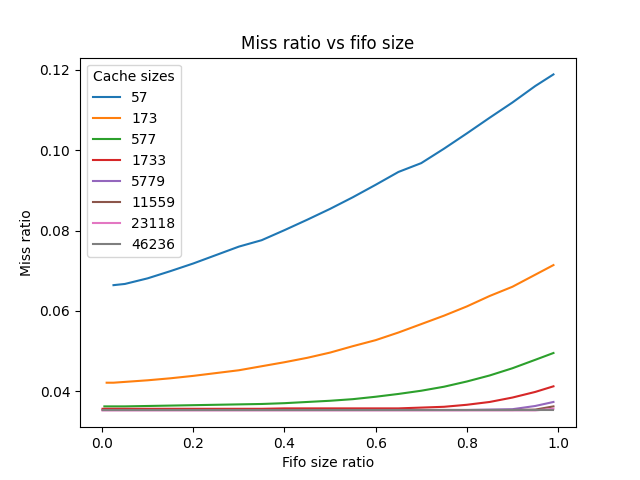 Miss ratio vs fifo size
Miss ratio
0.12
0.10
0.08
0.06
0.04
Cache sizes
57
173
577
1733
5779
11559
23118
46236
0.0 0.2 0.4 0.6 0.8 1.0
Fifo size ratio